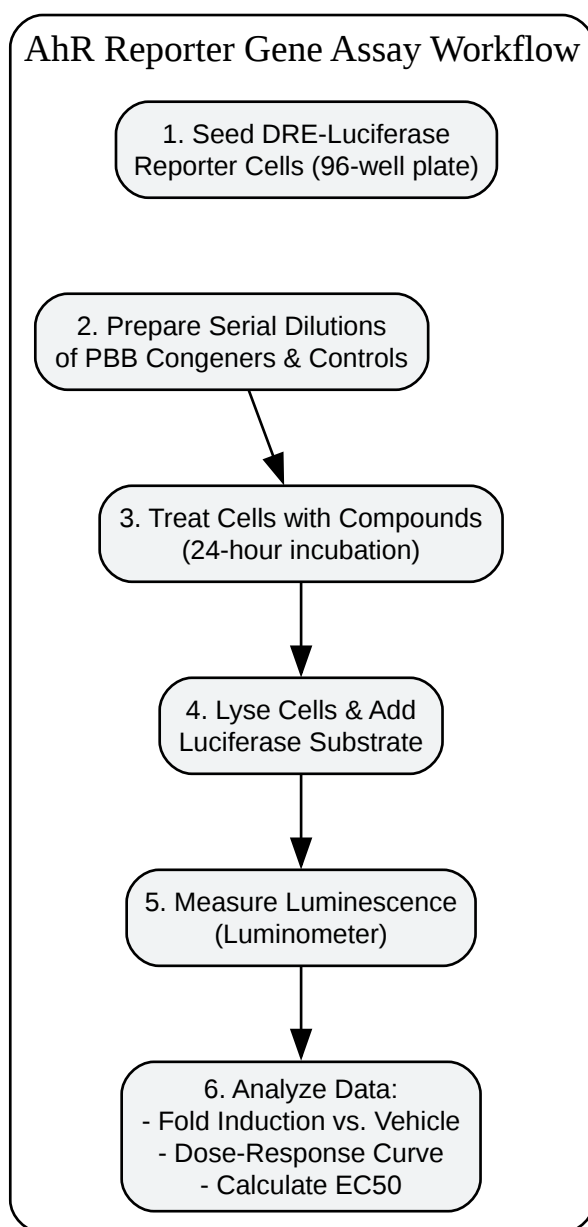 AhR Reporter Gene Assay Workflow
1. Seed DRE-Luciferase
Reporter Cells (96-well plate)
2. Prepare Serial Dilutions
of PBB Congeners & Controls
3. Treat Cells with Compounds
(24-hour incubation)
4. Lyse Cells & Add
Luciferase Substrate
5. Measure Luminescence
(Luminometer)
6. Analyze Data:
- Fold Induction vs. Vehicle
- Dose-Response Curve
- Calculate EC50